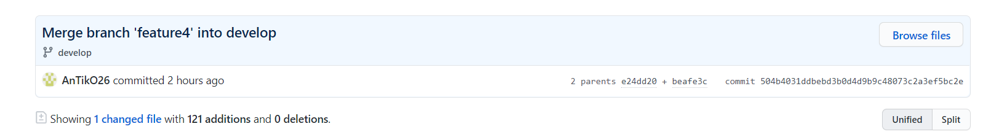 Merge branch 'feature4' into develop
Browse files
develop
AnTikO26 committed 2 hours ago
2 parents e24dd20 + beafe3c commit 504b4031ddbebd3b0d4d9b9c48073c2a3ef5bc2e
Showing 1 changed file with 121 additions and 0 deletions.
Unified Split